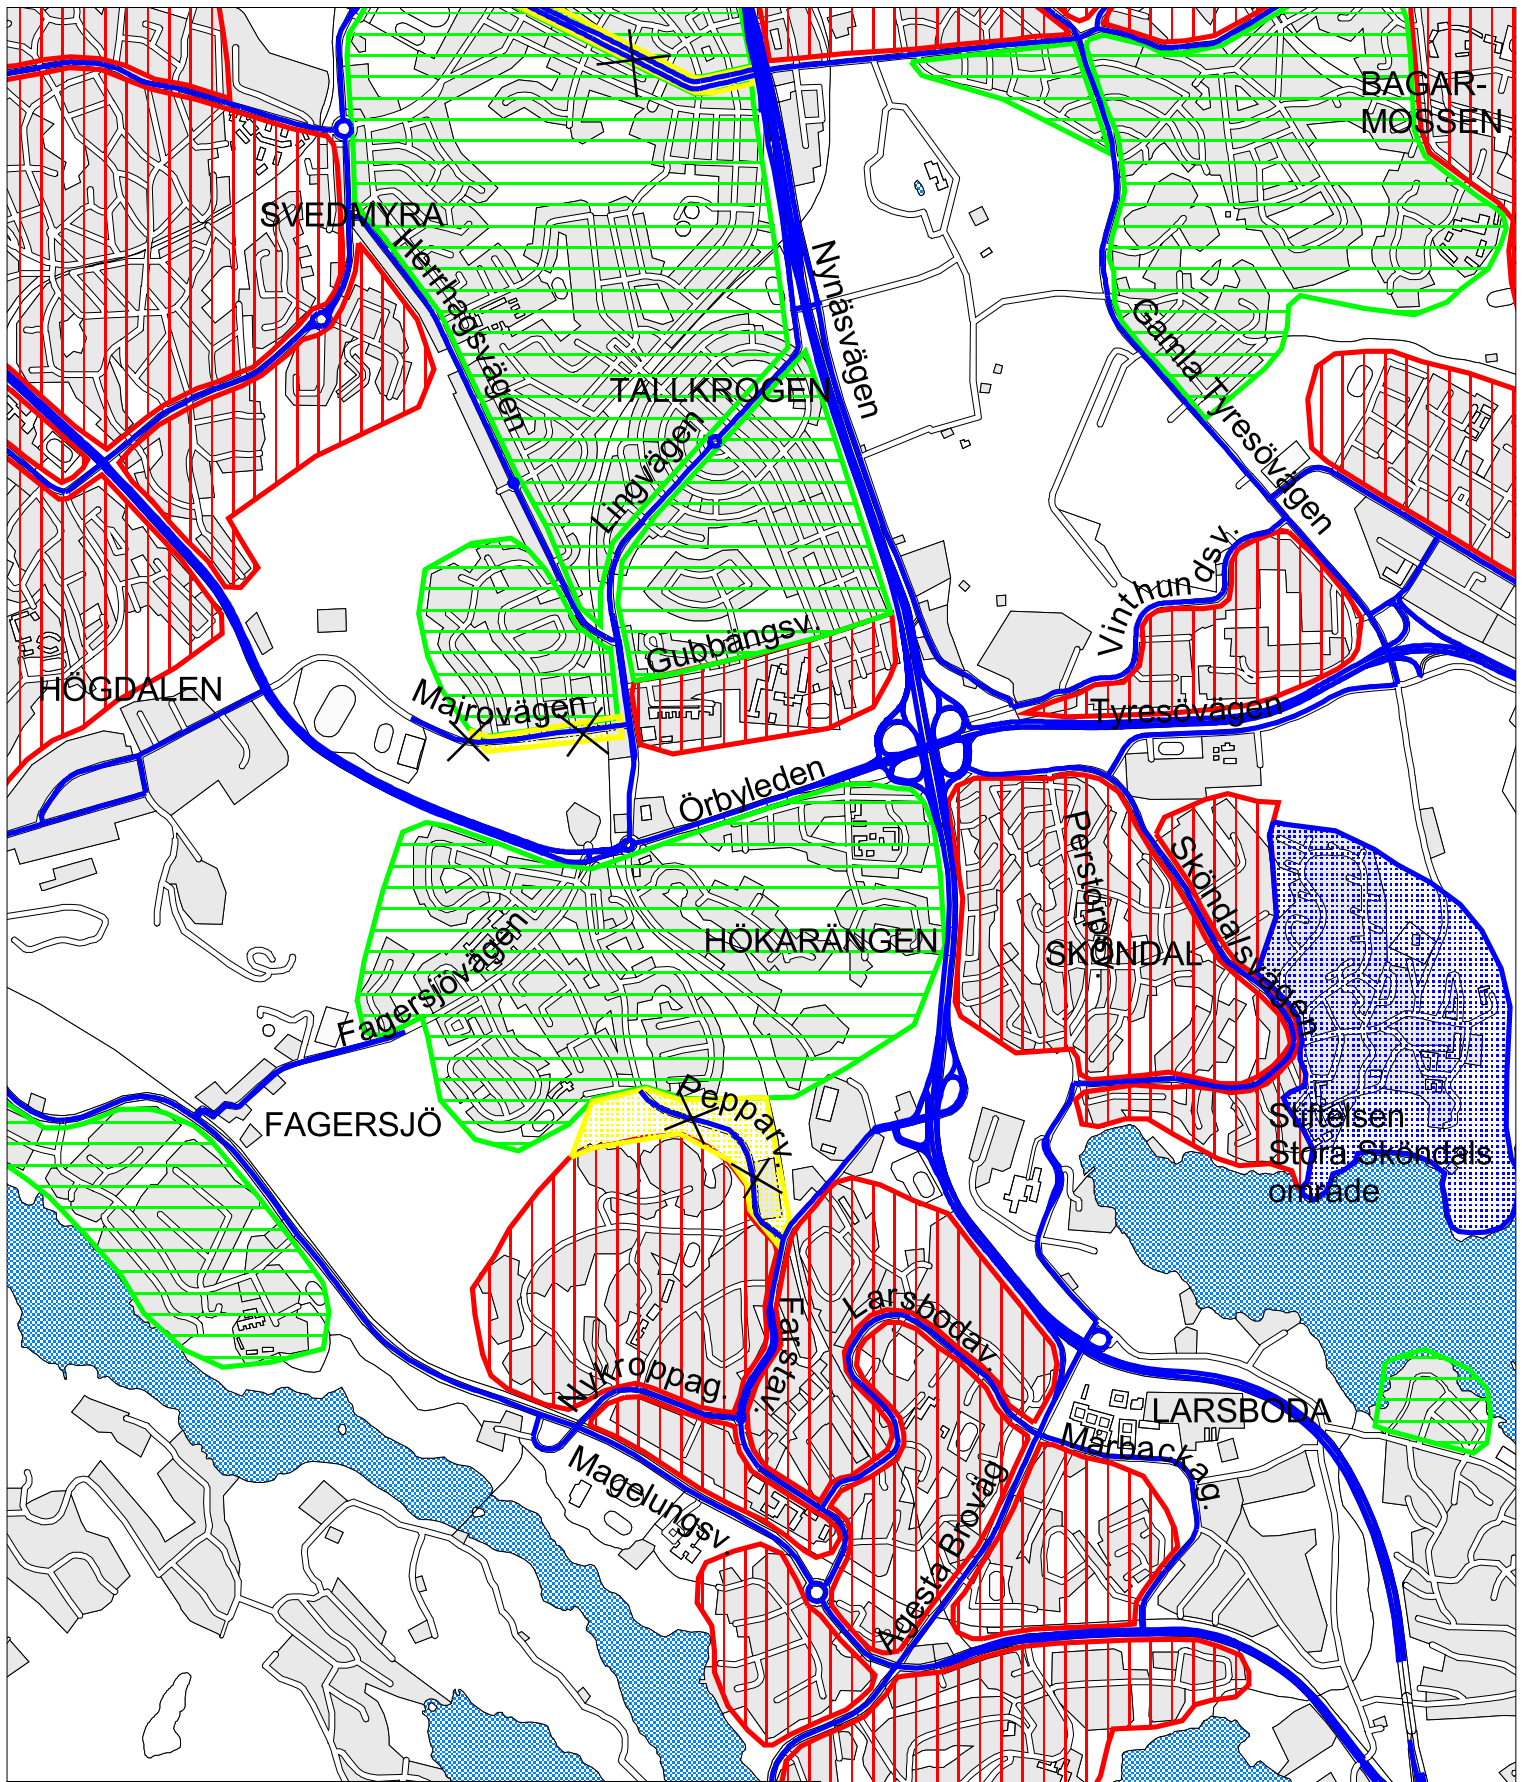 BAGAR-
MOSSEN
SVEDMYRA
Herrhagsvägen
Nynäsvägen
Gamla Tyresövägen
TALLKROGEN
Lingvägen
Vinthundsv.
Gubbängsv.
HÖGDALEN
Majrovägen
Tyresövägen
Örbyleden
Perstorpsv.
Sköndalsvägen
HÖKARÄNGEN
SKÖNDAL
Fagersjövägen
Pepparv.
FAGERSJÖ
Stiftelsen
Stora Sköndals
område
Farstav.
Larsbodav.
Nykroppag.
LARSBODA
Mårbackag.
Magelungsv.
Ågesta Broväg